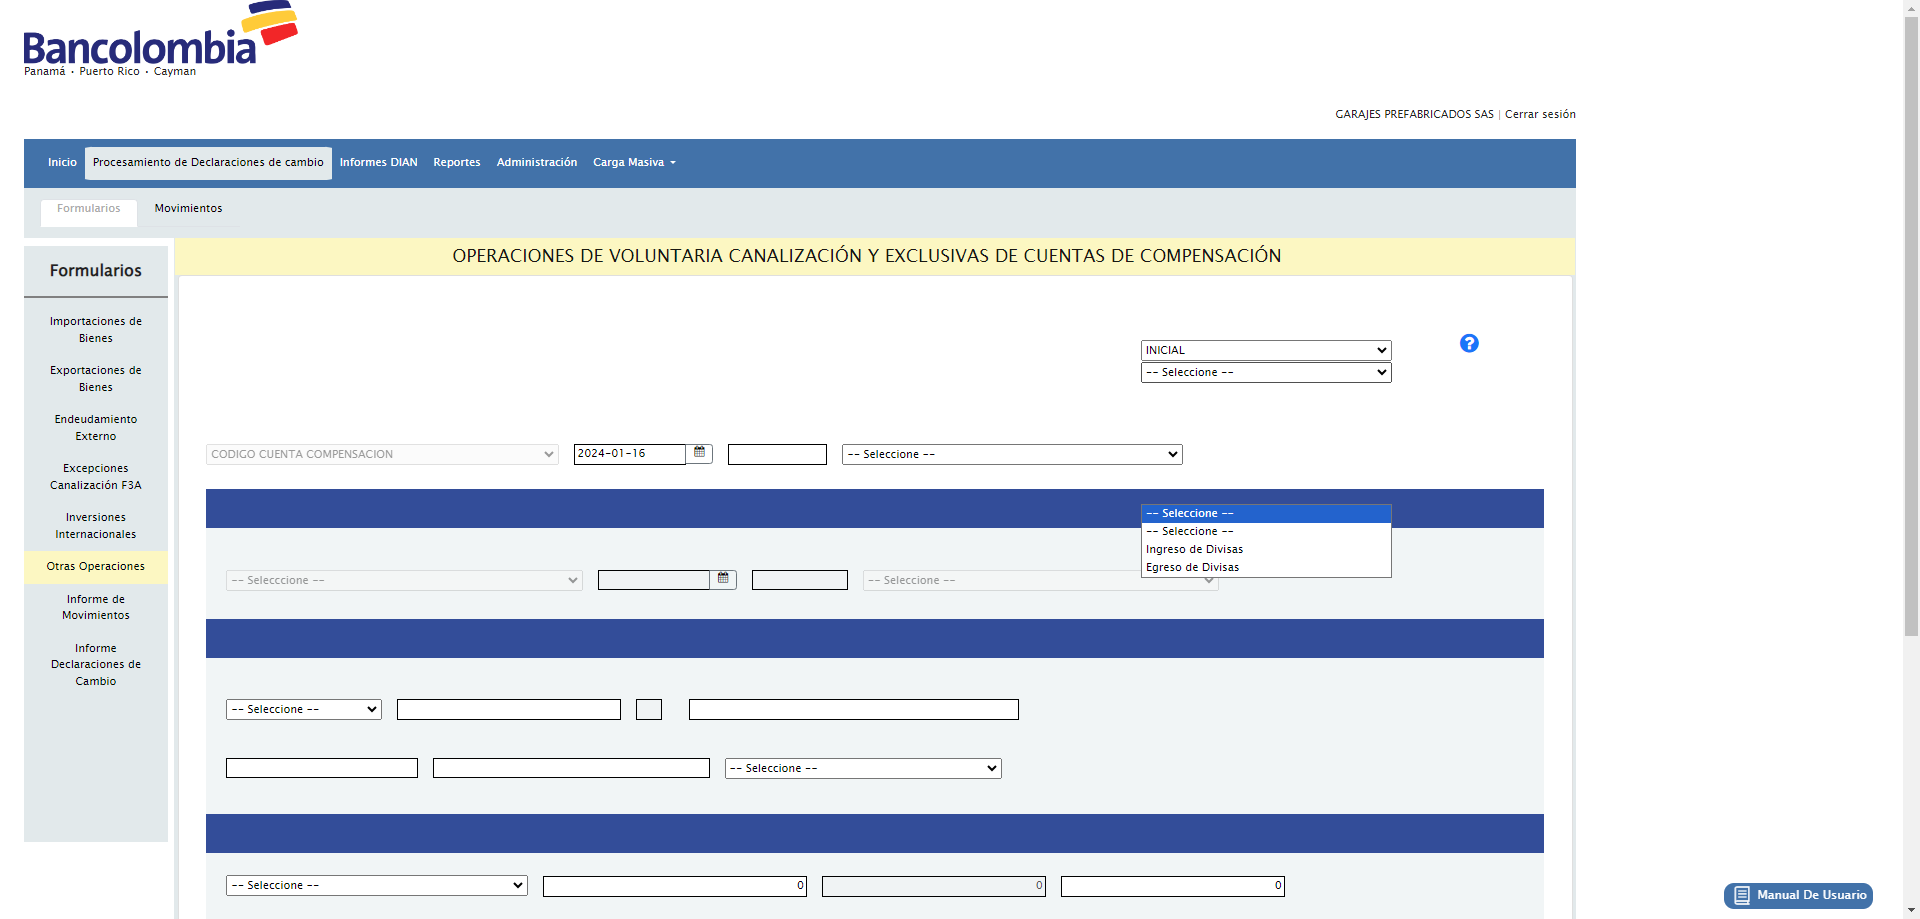 Bancolombia
Panamá • Puerto Rico • Cayman
GARAJES PREFABRICADOS SAS | Cerrar sesión
Inicio Procesamiento de Declaraciones de cambio Informes DIAN Reportes Administración Carga Masiva
Formularios Movimientos
Formularios
Importaciones de
Bienes
Exportaciones de
Bienes
Endeudamiento
Externo
Excepciones
Canalización F3A
Inversiones
Internacionales
Otras Operaciones
Informe de
Movimientos
Informe
Declaraciones de
Cambio
OPERACIONES DE VOLUNTARIA CANALIZACIÓN Y EXCLUSIVAS DE CUENTAS DE COMPENSACIÓN
INICIAL
?
-- Seleccione --
CODIGO CUENTA COMPENSACION 2024-01-16 -- Seleccione --
-- Seleccione --
-- Seleccione --
Ingreso de Divisas
Egreso de Divisas
-- Selecccione -- -- Seleccione --
-- Seleccione --
-- Seleccione --
-- Seleccione -- 0 0 0
Manual De Usuario